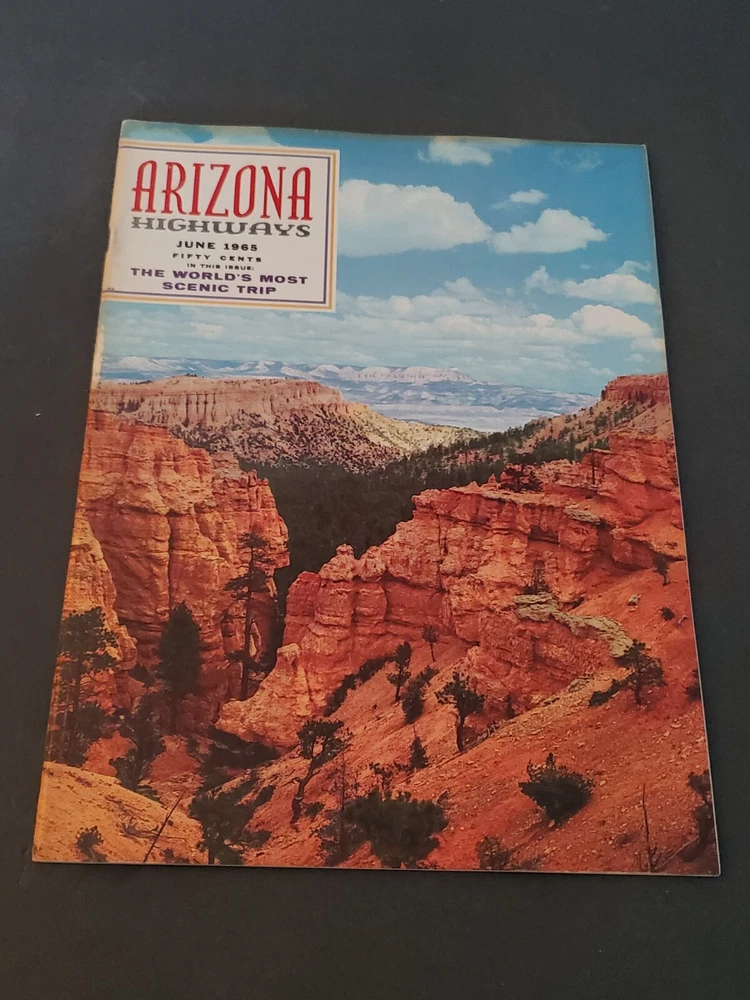 ARIZONA
HIGHWAYS
JUNE 1965
FIFTY CENTS
IN THIS ISSUE:
THE WORLD'S MOST
SCENIC TRIP